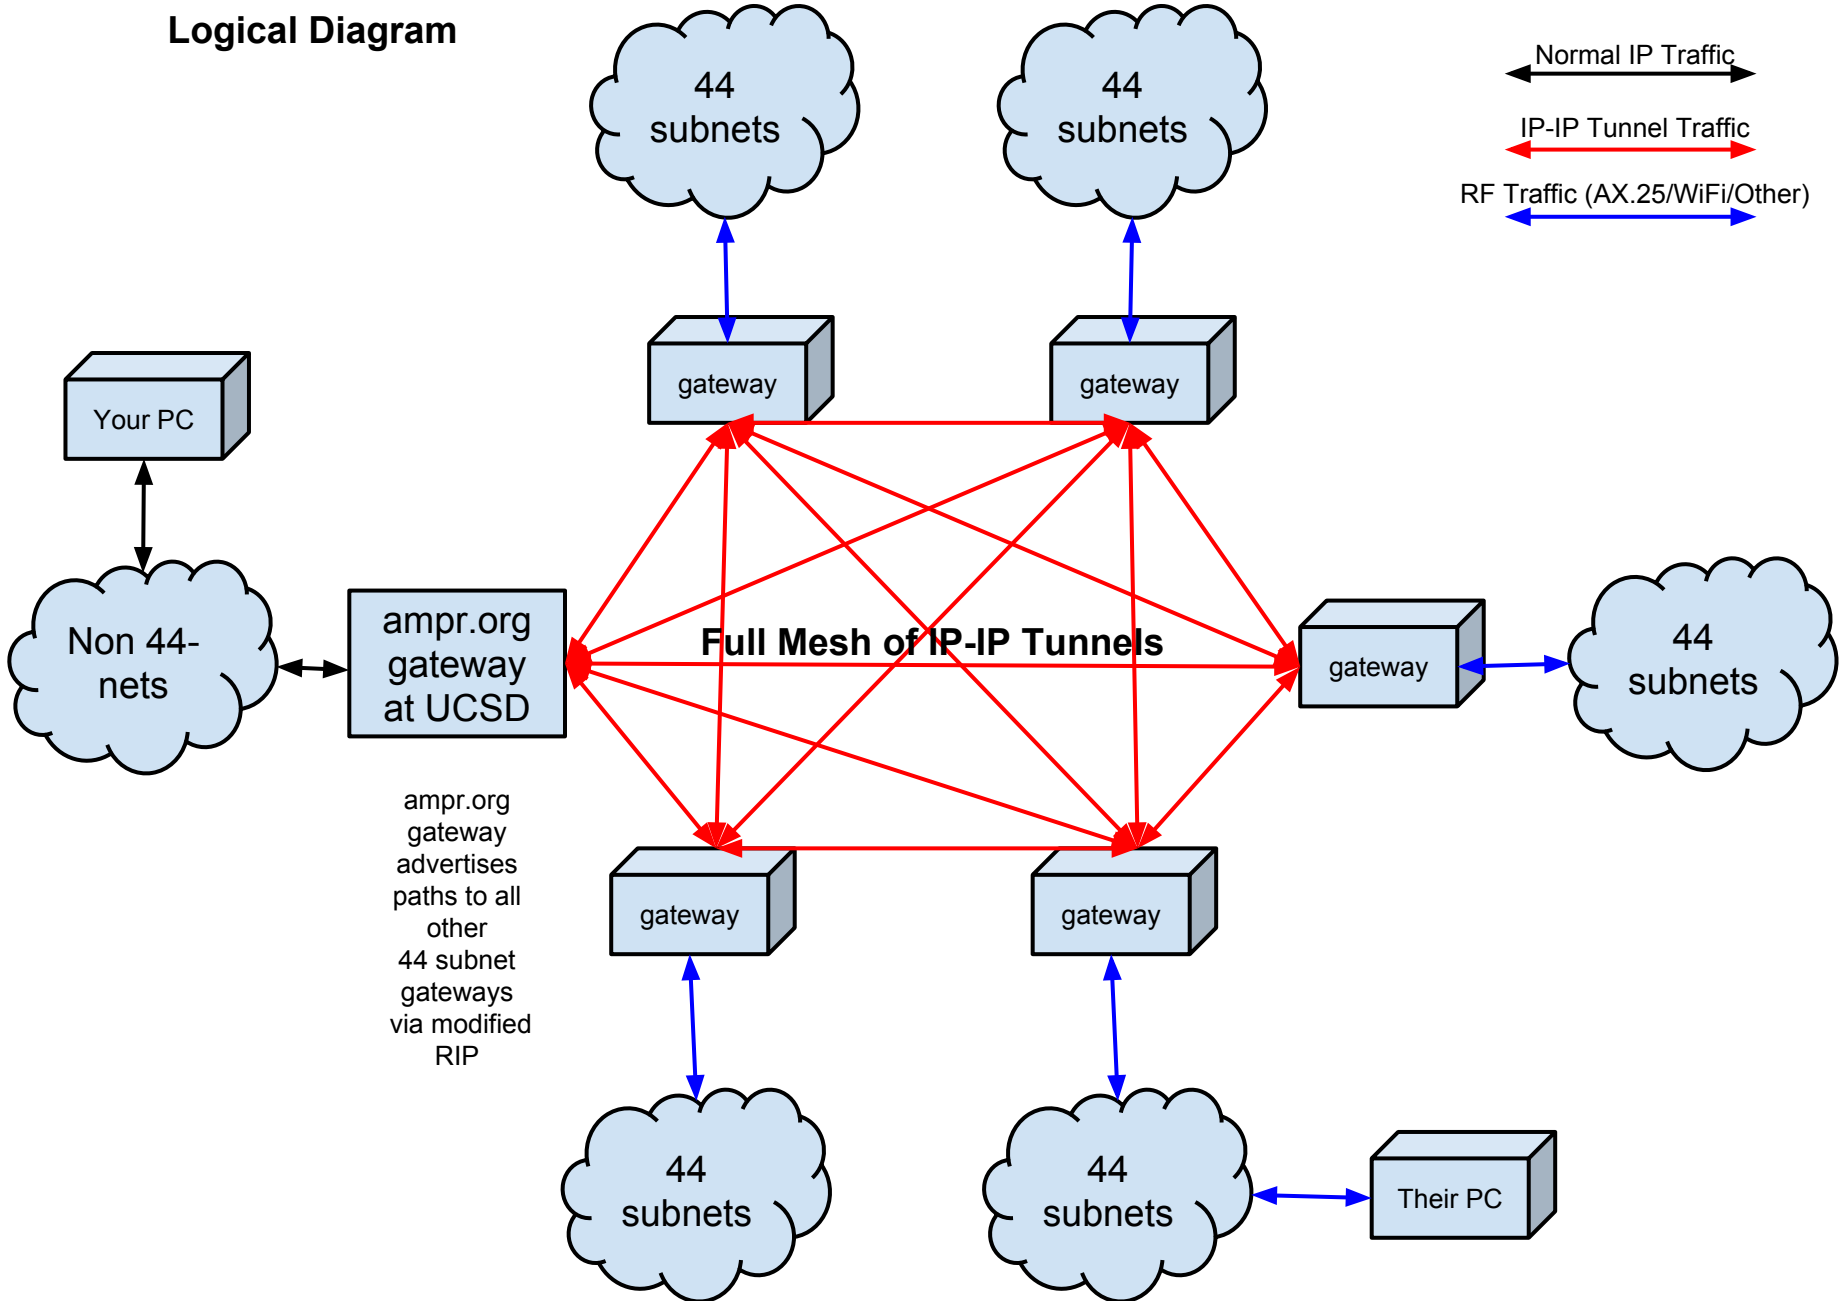 Logical Diagram
44
subnets
44
subnets
Normal IP Traffic
IP-IP Tunnel Traffic
RF Traffic (AX.25/WiFi/Other)
gateway
gateway
Your PC
Non 44-
nets
ampr.org
gateway
at UCSD
Full Mesh of IP-IP Tunnels
gateway
44
subnets
ampr.org
gateway
advertises
paths to all
other
44 subnet
gateways
via modified
RIP
gateway
gateway
44
subnets
44
subnets
Their PC